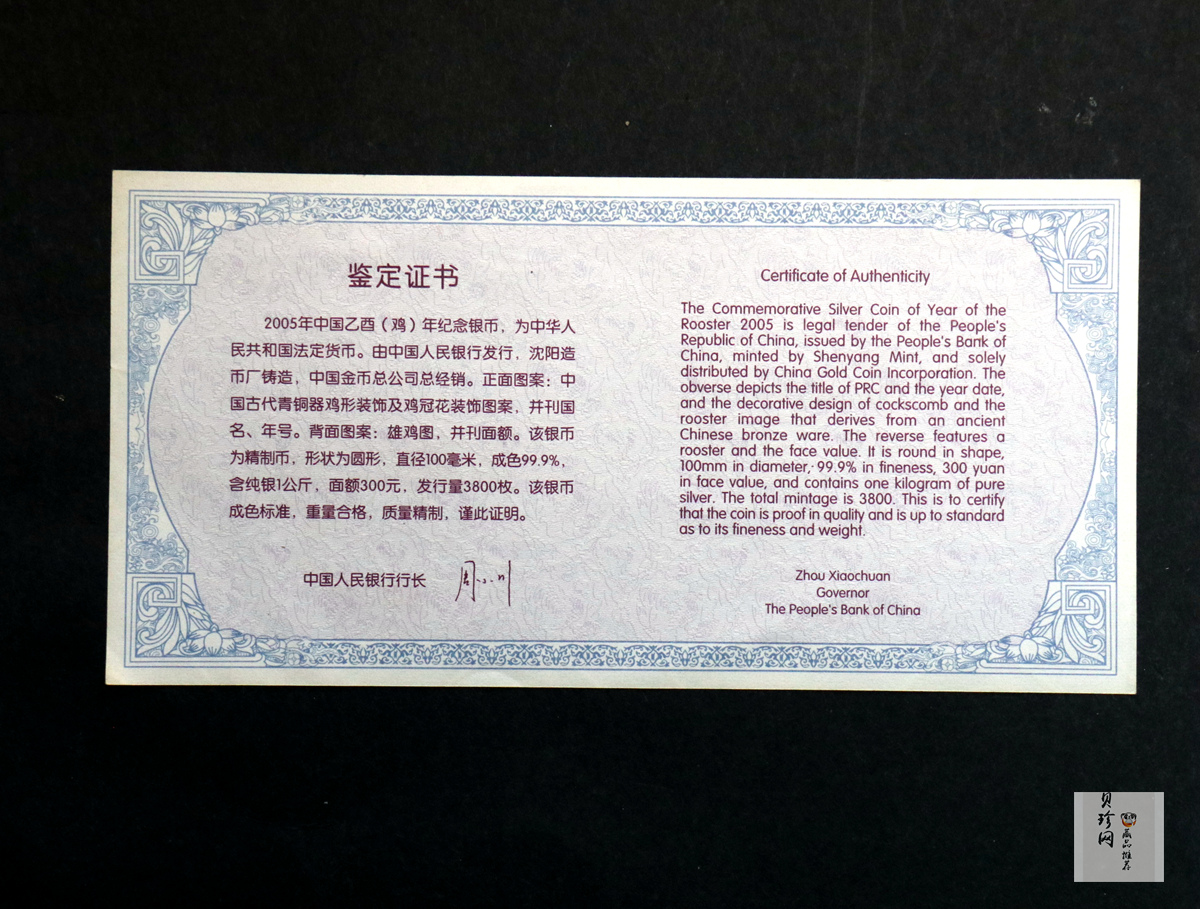 鉴定证书
2005年中国乙酉（鸡）年纪念银币，为中华人
民共和国法定货币。由中国人民银行发行，沈阳造
币厂铸造，中国金币总公司总经销。正面图案：中
国古代青铜器鸡形装饰及鸡冠花装饰图案，并刊国
名、年号。背面图案：雄鸡图，并刊面额。该银币
为精制币，形状为圆形，直径100毫米，成色99.9%，
含纯银1公斤，面额300元，发行量3800枚。该银币
成色标准，重量合格，质量精制，谨此证明。
中国人民银行行长 周小川
Certificate of Authenticity
The Commemorative Silver Coin of Year of the
Rooster 2005 is legal tender of the People's
Republic of China, issued by the People's Bank of
China, minted by Shenyang Mint, and solely
distributed by China Gold Coin Incorporation. The
obverse depicts the title of PRC and the year date,
and the decorative design of cockscomb and the
rooster image that derives from an ancient
Chinese bronze ware. The reverse features a
rooster and the face value. It is round in shape,
100mm in diameter, 99.9% in fineness, 300 yuan
in face value, and contains one kilogram of pure
silver. The total mintage is 3800. This is to certify
that the coin is proof in quality and is up to standard
as to its fineness and weight.
Zhou Xiaochuan
Governor
The People's Bank of China
贝珍网
藏品推荐